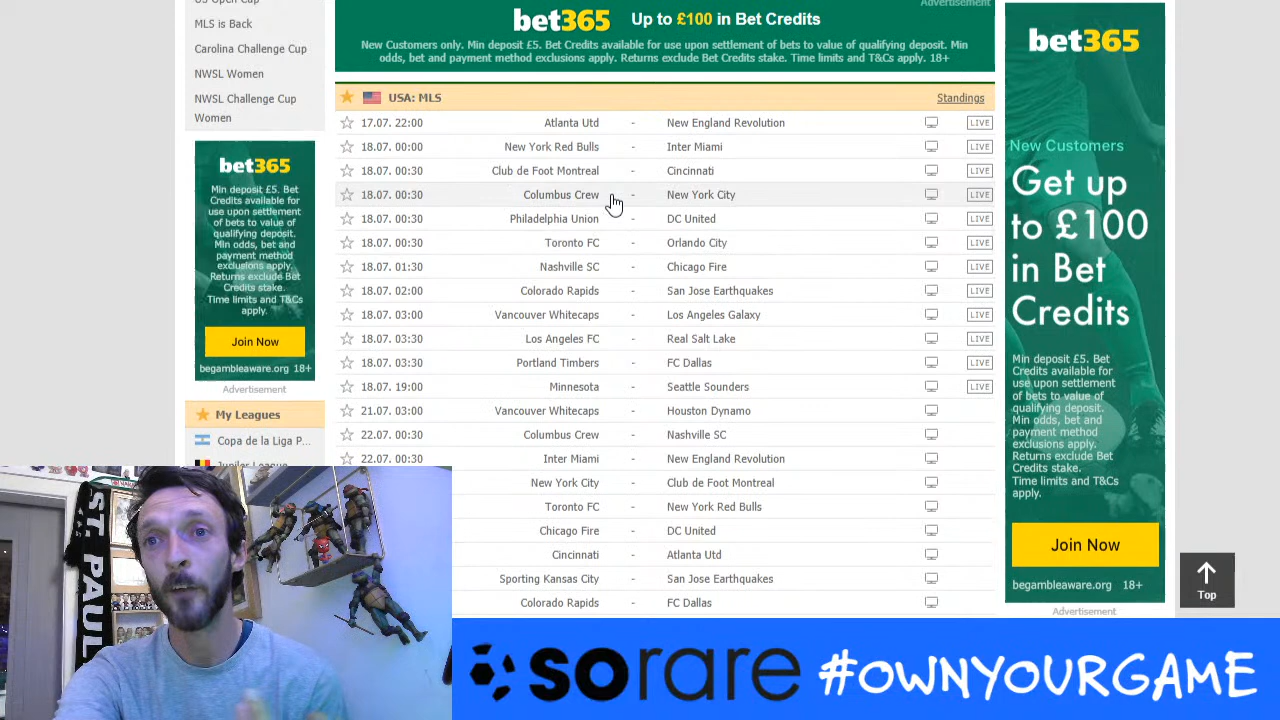 US Open Cup
MLS is Back
Carolina Challenge Cup
NWSL Women
NWSL Challenge Cup
Women
bet365
Min deposit £5. Bet
Credits available for
use upon settlement
of bets to value of
qualifying deposit.
Min odds, bet and
payment method
exclusions apply.
Returns exclude Bet
Credits stake.
Time limits and T&Cs
apply.
Join Now
begambleaware.org 18+
Advertisement
My Leagues
Copa de la Liga P...
Jupiler League
Advertisement
bet365 Up to £100 in Bet Credits
New Customers only. Min deposit £5. Bet Credits available for use upon settlement of bets to value of qualifying deposit. Min
odds, bet and payment method exclusions apply. Returns exclude Bet Credits stake. Time limits and T&Cs apply. 18+
USA: MLS Standings
17.07. 22:00 Atlanta Utd - New England Revolution LIVE
18.07. 00:00 New York Red Bulls - Inter Miami LIVE
18.07. 00:30 Club de Foot Montreal - Cincinnati LIVE
18.07. 00:30 Columbus Crew - New York City LIVE
18.07. 00:30 Philadelphia Union - DC United LIVE
18.07. 00:30 Toronto FC - Orlando City LIVE
18.07. 01:30 Nashville SC - Chicago Fire LIVE
18.07. 02:00 Colorado Rapids - San Jose Earthquakes LIVE
18.07. 03:00 Vancouver Whitecaps - Los Angeles Galaxy LIVE
18.07. 03:30 Los Angeles FC - Real Salt Lake LIVE
18.07. 03:30 Portland Timbers - FC Dallas LIVE
18.07. 19:00 Minnesota - Seattle Sounders LIVE
21.07. 03:00 Vancouver Whitecaps - Houston Dynamo
22.07. 00:30 Columbus Crew - Nashville SC
22.07. 00:30 Inter Miami - New England Revolution
New York City - Club de Foot Montreal
Toronto FC - New York Red Bulls
Chicago Fire - DC United
Cincinnati - Atlanta Utd
Sporting Kansas City - San Jose Earthquakes
Colorado Rapids - FC Dallas
bet365
New Customers
Get up
to £100
in Bet
Credits
Min deposit £5. Bet
Credits available for
use upon settlement
of bets to value of
qualifying deposit.
Min odds, bet and
payment method
exclusions apply.
Returns exclude Bet
Credits stake.
Time limits and T&Cs
apply.
Join Now
begambleaware.org 18+
Advertisement
Top
ST. PAUL
sorare #OWNYOURGAME